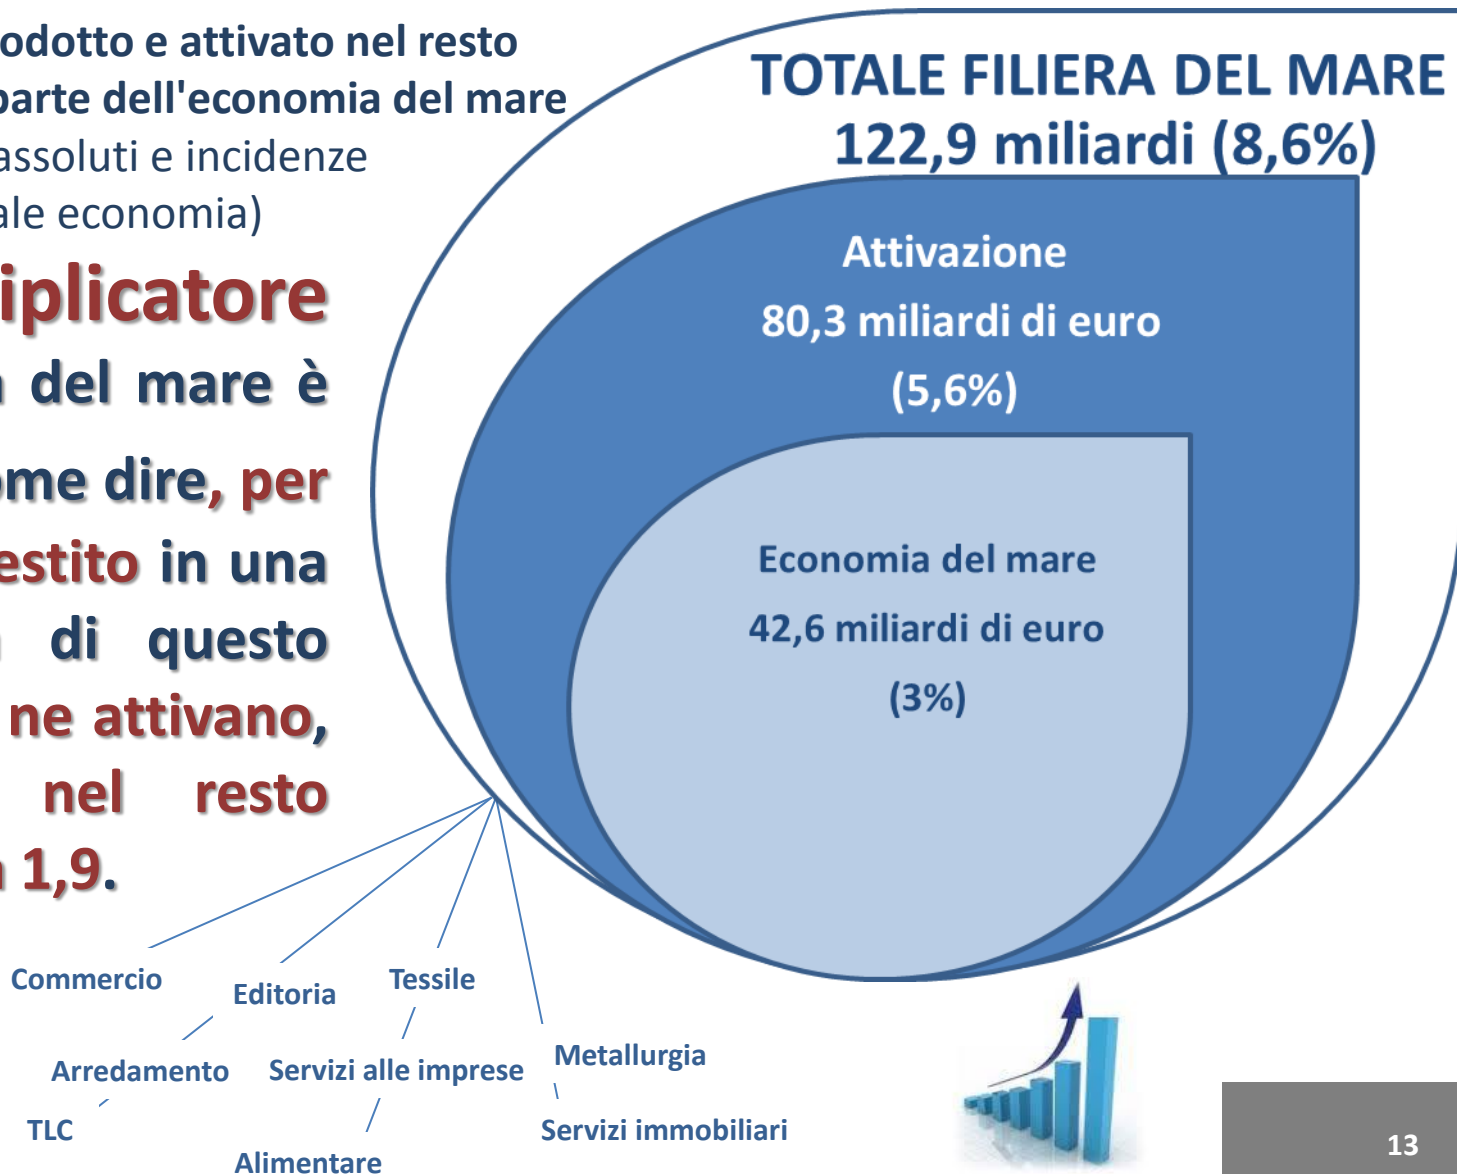 odotto e attivato nel resto
parte dell'economia del mare
assoluti e incidenze
ale economia)
iplicatore
del mare è
ome dire, per
estito in una
di questo
ne attivano,
nel resto
1,9.
TOTALE FILIERA DEL MARE
122,9 miliardi (8,6%)
Attivazione
80,3 miliardi di euro
(5,6%)
Economia del mare
42,6 miliardi di euro
(3%)
Commercio
Editoria
Tessile
Arredamento
Servizi alle imprese
Metallurgia
TLC
Servizi immobiliari
Alimentare
13